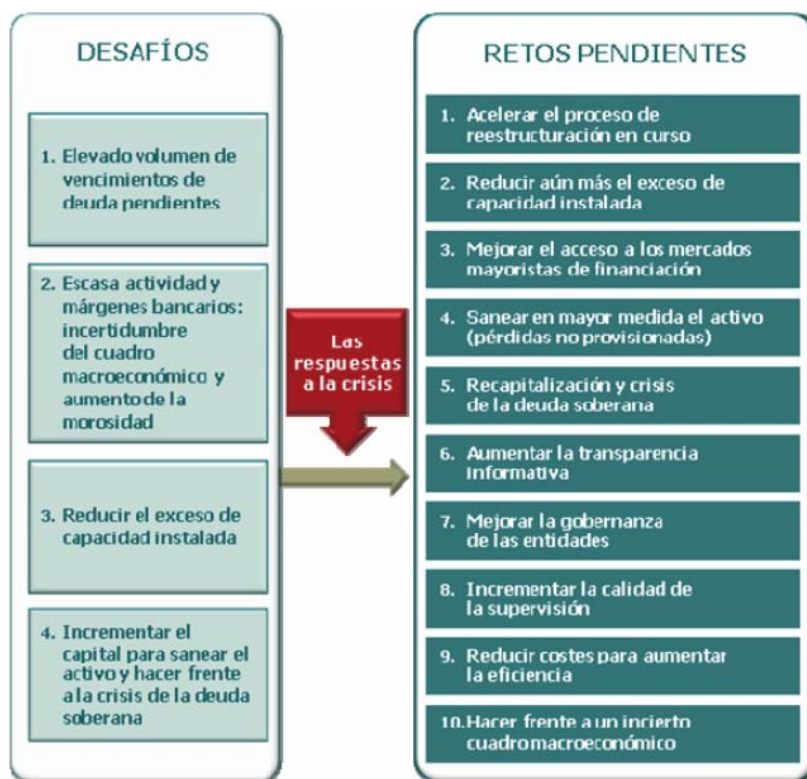 DESAFÍOS
1. Elevado volumen de
vencimientos de
deuda pendientes
2. Escasa actividad y
márgenes bancarios:
incertidumbre
del cuadro
macroeconómico y
aumento de la
morosidad
3. Reducir el exceso de
capacidad instalada
4. Incrementar el
capital para sanear el
activo y hacer frente
a la crisis de la deuda
soberana
Las
respuestas
a la crisis
RETOS PENDIENTES
1. Acelerar el proceso de
reestructuración en curso
2. Reducir aún más el exceso de
capacidad instalada
3. Mejorar el acceso a los mercados
mayoristas de financiación
4. Sanear en mayor medida el activo
(pérdidas no provisionadas)
5. Recapitalización y crisis
de la deuda soberana
6. Aumentar la transparencia
informativa
7. Mejorar la gobernanza
de las entidades
8. Incrementar la calidad de
la supervisión
9. Reducir costes para aumentar
la eficiencia
10. Hacer frente a un incierto
cuadro macroeconómico